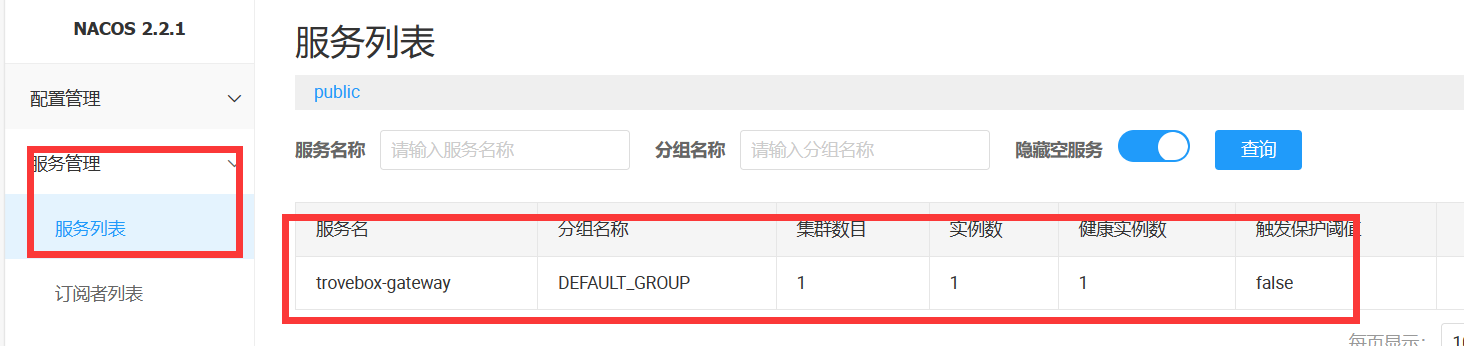 NACOS 2.2.1
配置管理
服务管理
服务列表
订阅者列表
服务列表
public
服务名称 请输入服务名称 分组名称 请输入分组名称 隐藏空服务 查询
服务名 分组名称 集群数目 实例数 健康实例数 触发保护阈值
trovebox-gateway DEFAULT_GROUP 1 1 1 false
每页显示: